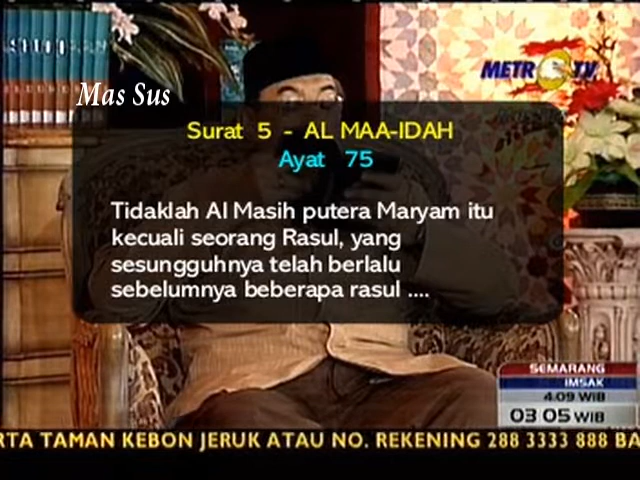 METRO TV
Mas Sus
Surat 5 - AL MAA-IDAH
Ayat 75
Tidaklah Al Masih putera Maryam itu
kecuali seorang Rasul, yang
sesungguhnya telah berlalu
sebelumnya beberapa rasul ....
SEMARANG
IMSAK
4.09 WIB
03 05 WIB
RTA TAMAN KEBON JERUK ATAU NO. REKENING 288 3333 888 BA